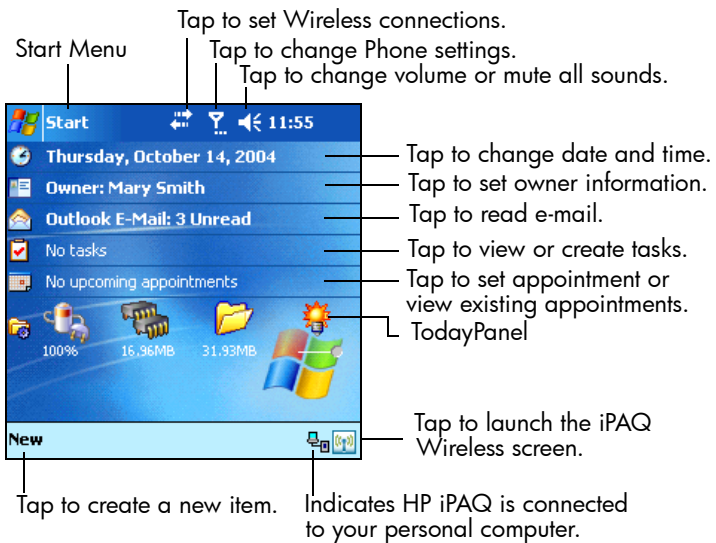 Tap to set Wireless connections.
Start Menu
Tap to change Phone settings.
Tap to change volume or mute all sounds.
Start
11:55
Thursday, October 14, 2004
Tap to change date and time.
Owner: Mary Smith
Tap to set owner information.
Outlook E-Mail: 3 Unread
Tap to read e-mail.
No tasks
Tap to view or create tasks.
No upcoming appointments
Tap to set appointment or
view existing appointments.
TodayPanel
100%
16.96MB
31.93MB
Tap to launch the iPAQ
Wireless screen.
New
Tap to create a new item.
Indicates HP iPAQ is connected
to your personal computer.